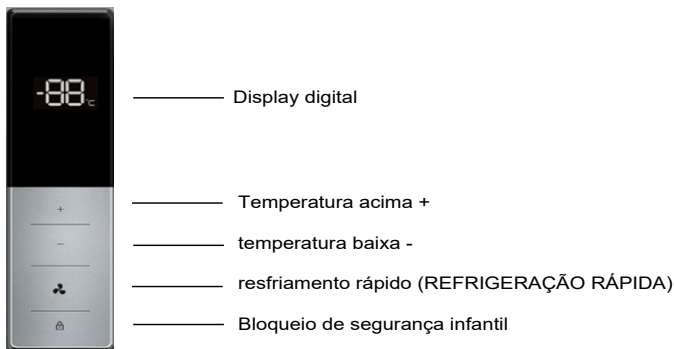 -88°C
Display digital
+
Temperatura acima +
-
temperatura baixa -
resfriamento rápido (REFRIGERAÇÃO RÁPIDA)
Bloqueio de segurança infantil